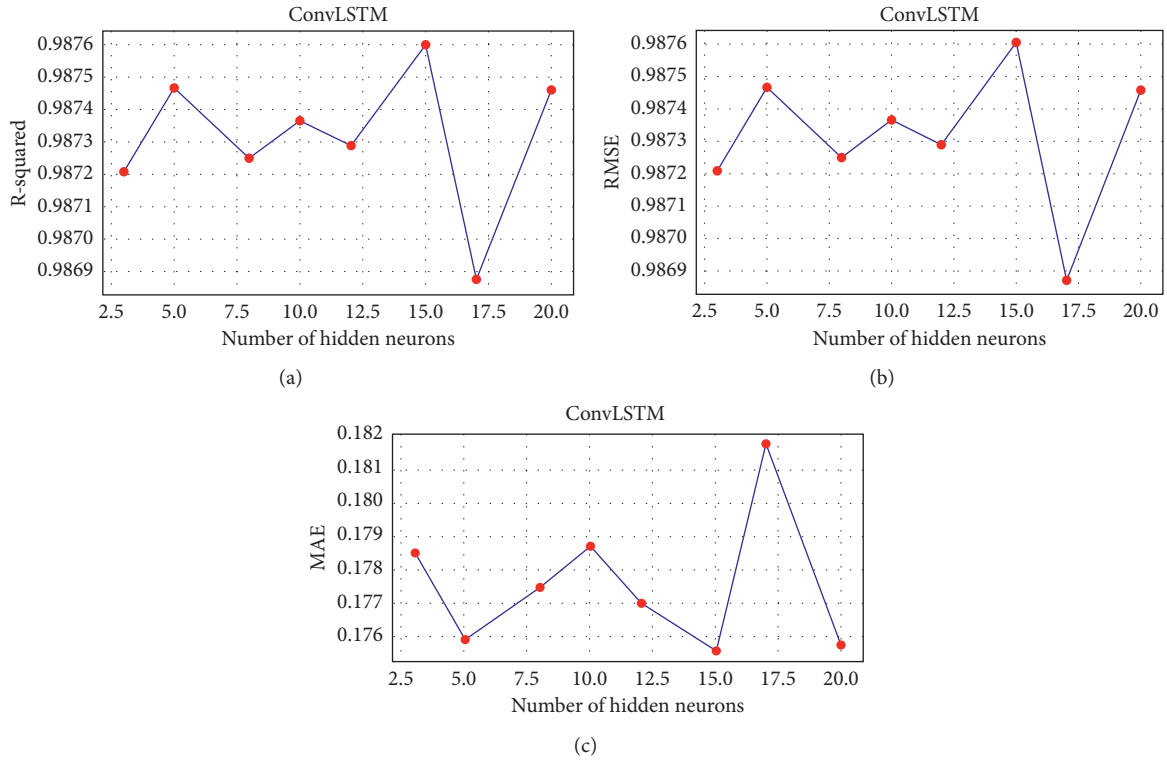 ConvLSTM
0.9876
0.9875
0.9874
0.9873
0.9872
0.9871
0.9870
0.9869
R-squared
2.5 5.0 7.5 10.0 12.5 15.0 17.5 20.0
Number of hidden neurons
(a)
ConvLSTM
0.9876
0.9875
0.9874
0.9873
0.9872
0.9871
0.9870
0.9869
RMSE
2.5 5.0 7.5 10.0 12.5 15.0 17.5 20.0
Number of hidden neurons
(b)
ConvLSTM
0.182
0.181
0.180
0.179
0.178
0.177
0.176
MAE
2.5 5.0 7.5 10.0 12.5 15.0 17.5 20.0
Number of hidden neurons
(c)